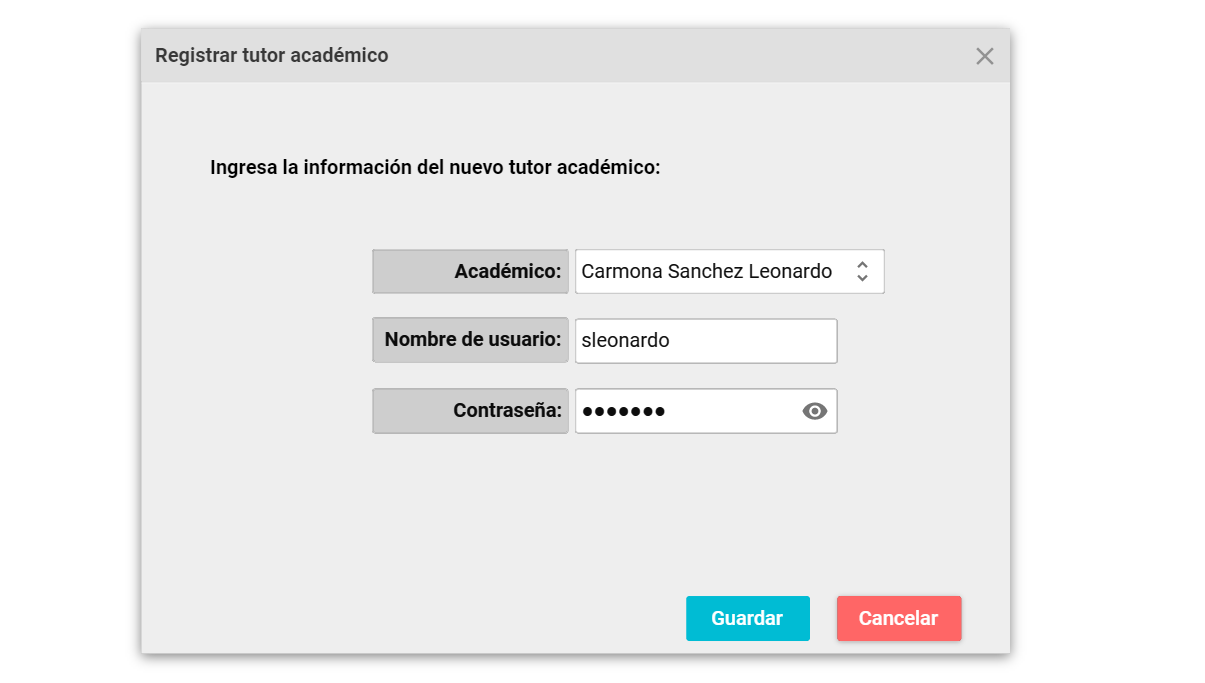 Registrar tutor académico
Ingresa la información del nuevo tutor académico:
Académico: Carmona Sanchez Leonardo
Nombre de usuario: sleonardo
Contraseña: ●●●●●●●
Guardar Cancelar